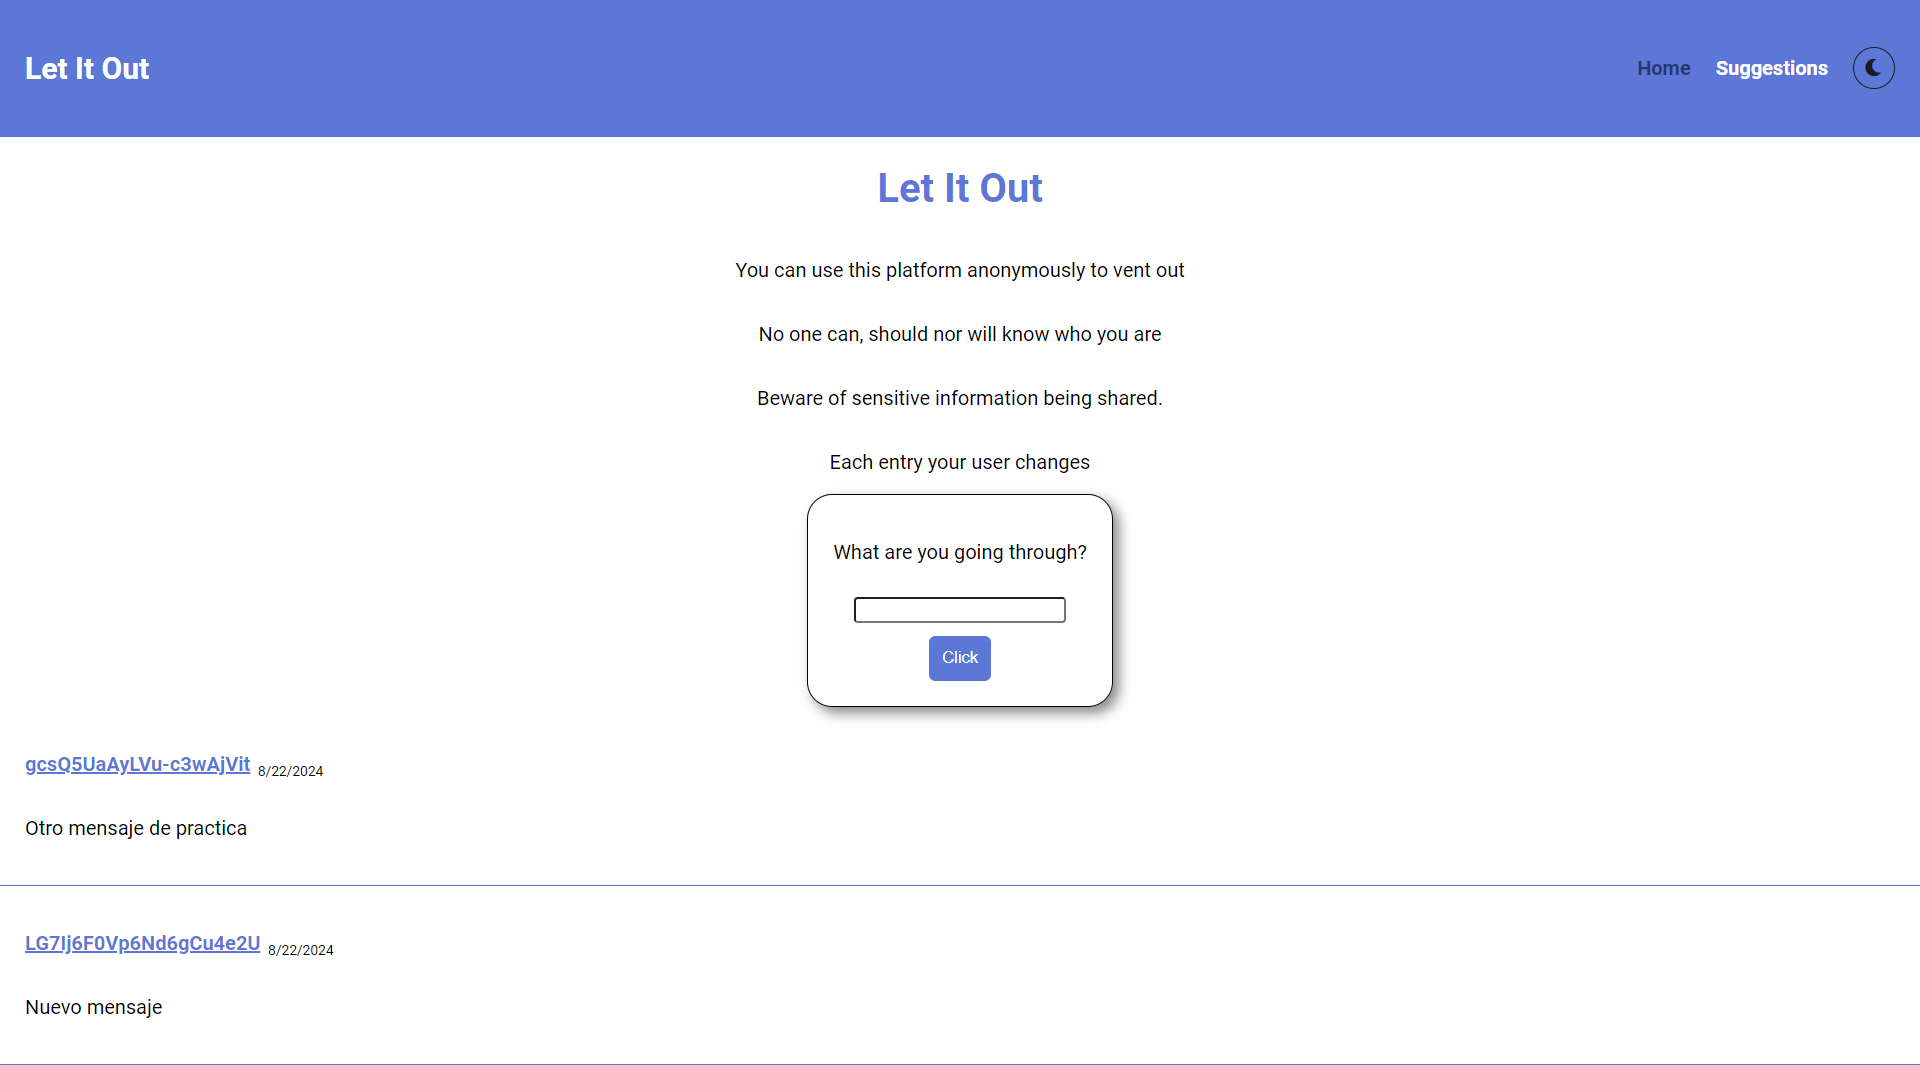 Let It Out
Home Suggestions
Let It Out
You can use this platform anonymously to vent out
No one can, should nor will know who you are
Beware of sensitive information being shared.
Each entry your user changes
What are you going through?
Click
gcsQ5UaAyLVu-c3wAjVit 8/22/2024
Otro mensaje de practica
LG7Ij6F0Vp6Nd6gCu4e2U 8/22/2024
Nuevo mensaje